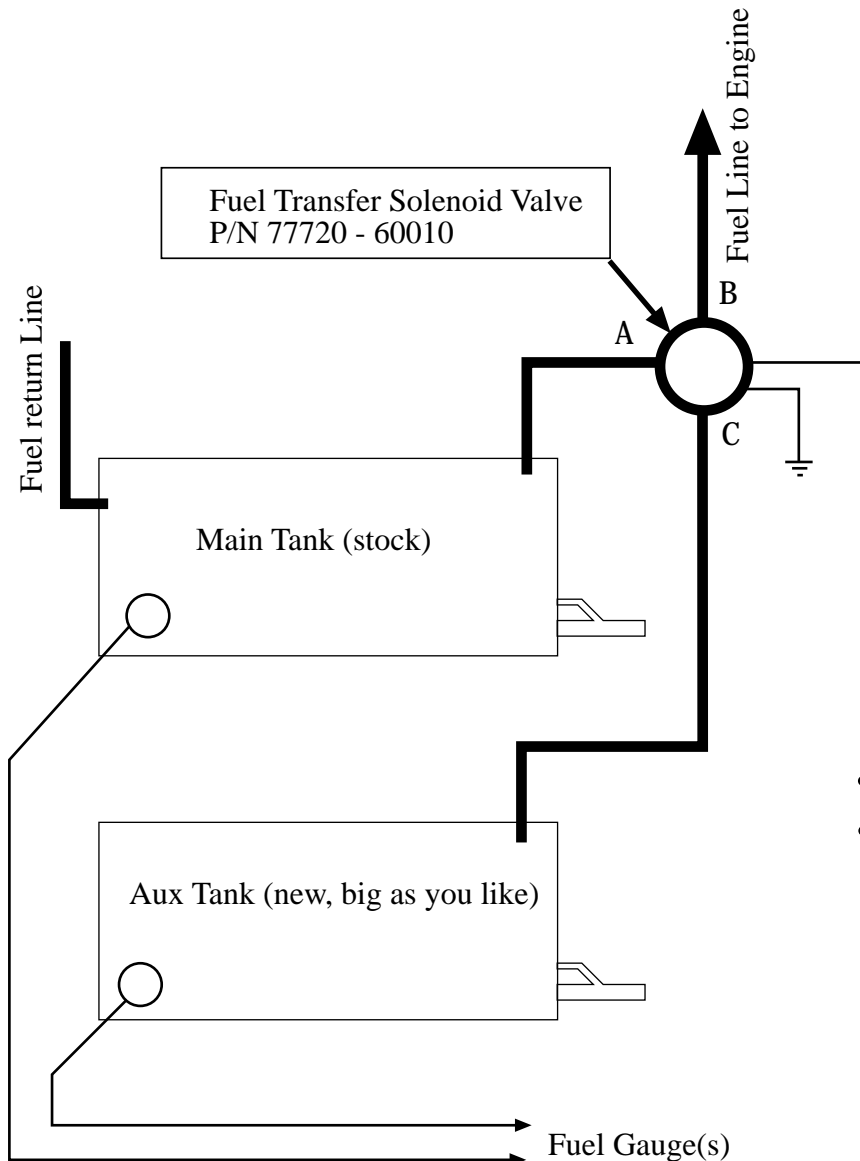 Fuel Line to Engine
Fuel Transfer Solenoid Valve
P/N 77720 - 60010
B
A
Fuel return Line
C
Main Tank (stock)
Aux Tank (new, big as you like)
Fuel Gauge(s)